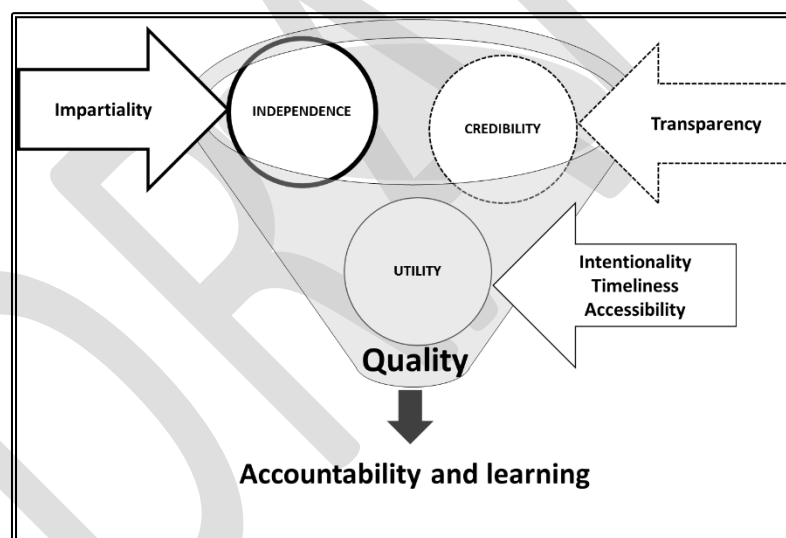 Impartiality
INDEPENDENCE
CREDIBILITY
Transparency
UTILITY
Intentionality
Timeliness
Accessibility
Quality
Accountability and learning